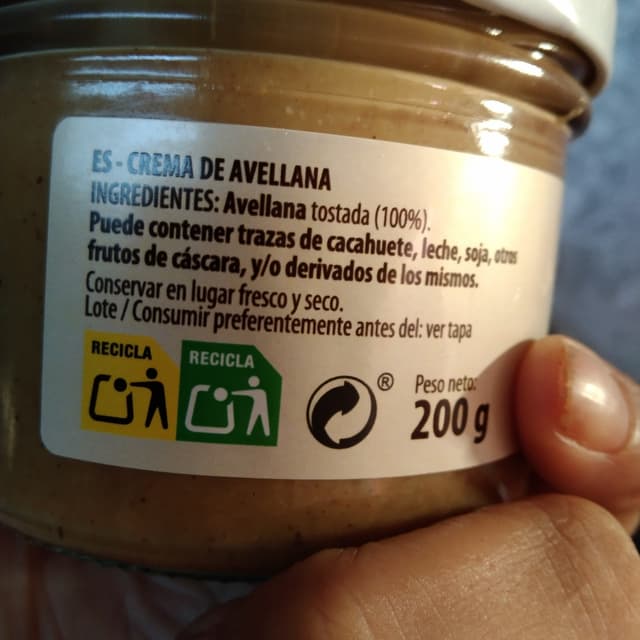 ES - CREMA DE AVELLANA
INGREDIENTES: Avellana tostada (100%).
Puede contener trazas de cacahuete, leche, soja, otros
frutos de cáscara, y/o derivados de los mismos.
Conservar en lugar fresco y seco.
Lote / Consumir preferentemente antes del: ver tapa
RECICLA
RECICLA
®
Peso neto:
200 g